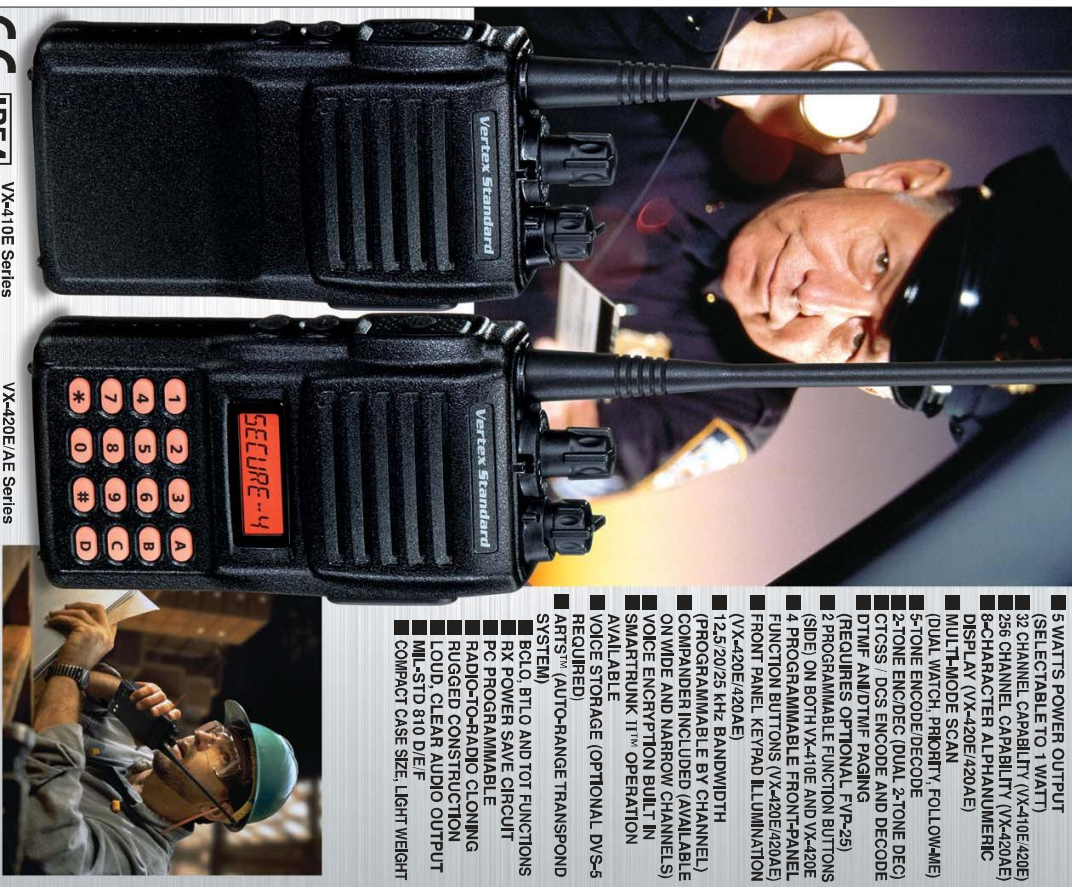 Vertex Standard
Vertex Standard
SECURE--4
1 2 3 A
4 5 6 B
7 8 9 C
* 0 # D
VX-410E Series
VX-420E/AE Series
■ 5 WATTS POWER OUTPUT
(SELECTABLE TO 1 WATT)
■ 32 CHANNEL CAPABILITY (VX-410E/420E)
■ 256 CHANNEL CAPABILITY (VX-420AE)
■ 8-CHARACTER ALPHANUMERIC
DISPLAY (VX-420E/420AE)
■ MULTI-MODE SCAN
(DUAL WATCH, PRIORITY, FOLLOW-ME)
■ 5-TONE ENCODE/DECODE
■ 2-TONE ENC/DEC (DUAL 2-TONE DEC)
■ CTCSS / DCS ENCODE AND DECODE
■ DTMF ANI/DTMF PAGING
(REQUIRES OPTIONAL FVP-25)
■ 2 PROGRAMMABLE FUNCTION BUTTONS
(SIDE) ON BOTH VX-410E AND VX-420E
■ 4 PROGRAMMABLE FRONT-PANEL
FUNCTION BUTTONS (VX-420E/420AE)
■ FRONT PANEL KEYPAD ILLUMINATION
(VX-420E/420AE)
■ 12.5/20/25 kHz BANDWIDTH
(PROGRAMMABLE BY CHANNEL)
■ COMPANDER INCLUDED (AVAILABLE
ON WIDE AND NARROW CHANNELS)
■ VOICE ENCRYPTION BUILT IN
■ SMARTRUNK II™ OPERATION
AVAILABLE
■ VOICE STORAGE (OPTIONAL DVS-5
REQUIRED)
■ ARTS™ (AUTO-RANGE TRANSPOND
SYSTEM)
■ BCLO, BTLO AND TOT FUNCTIONS
■ RX POWER SAVE CIRCUIT
■ PC PROGRAMMABLE
■ RADIO-TO-RADIO CLONING
■ RUGGED CONSTRUCTION
■ LOUD, CLEAR AUDIO OUTPUT
■ MIL-STD 810 D/E/F
■ COMPACT CASE SIZE, LIGHT WEIGHT